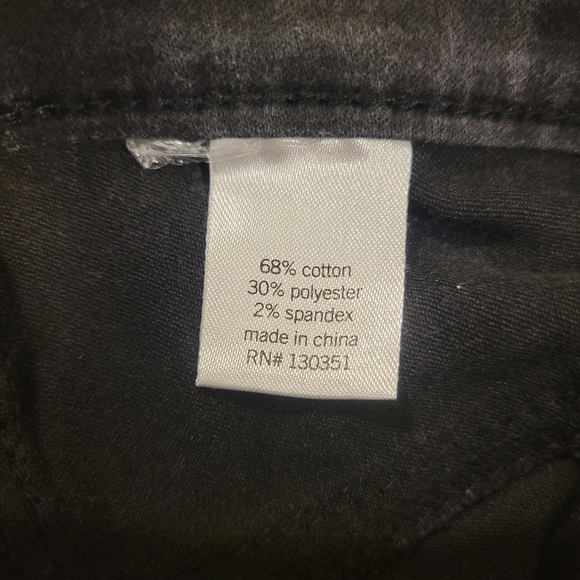 68% cotton
30% polyester
2% spandex
made in china
RN# 130351